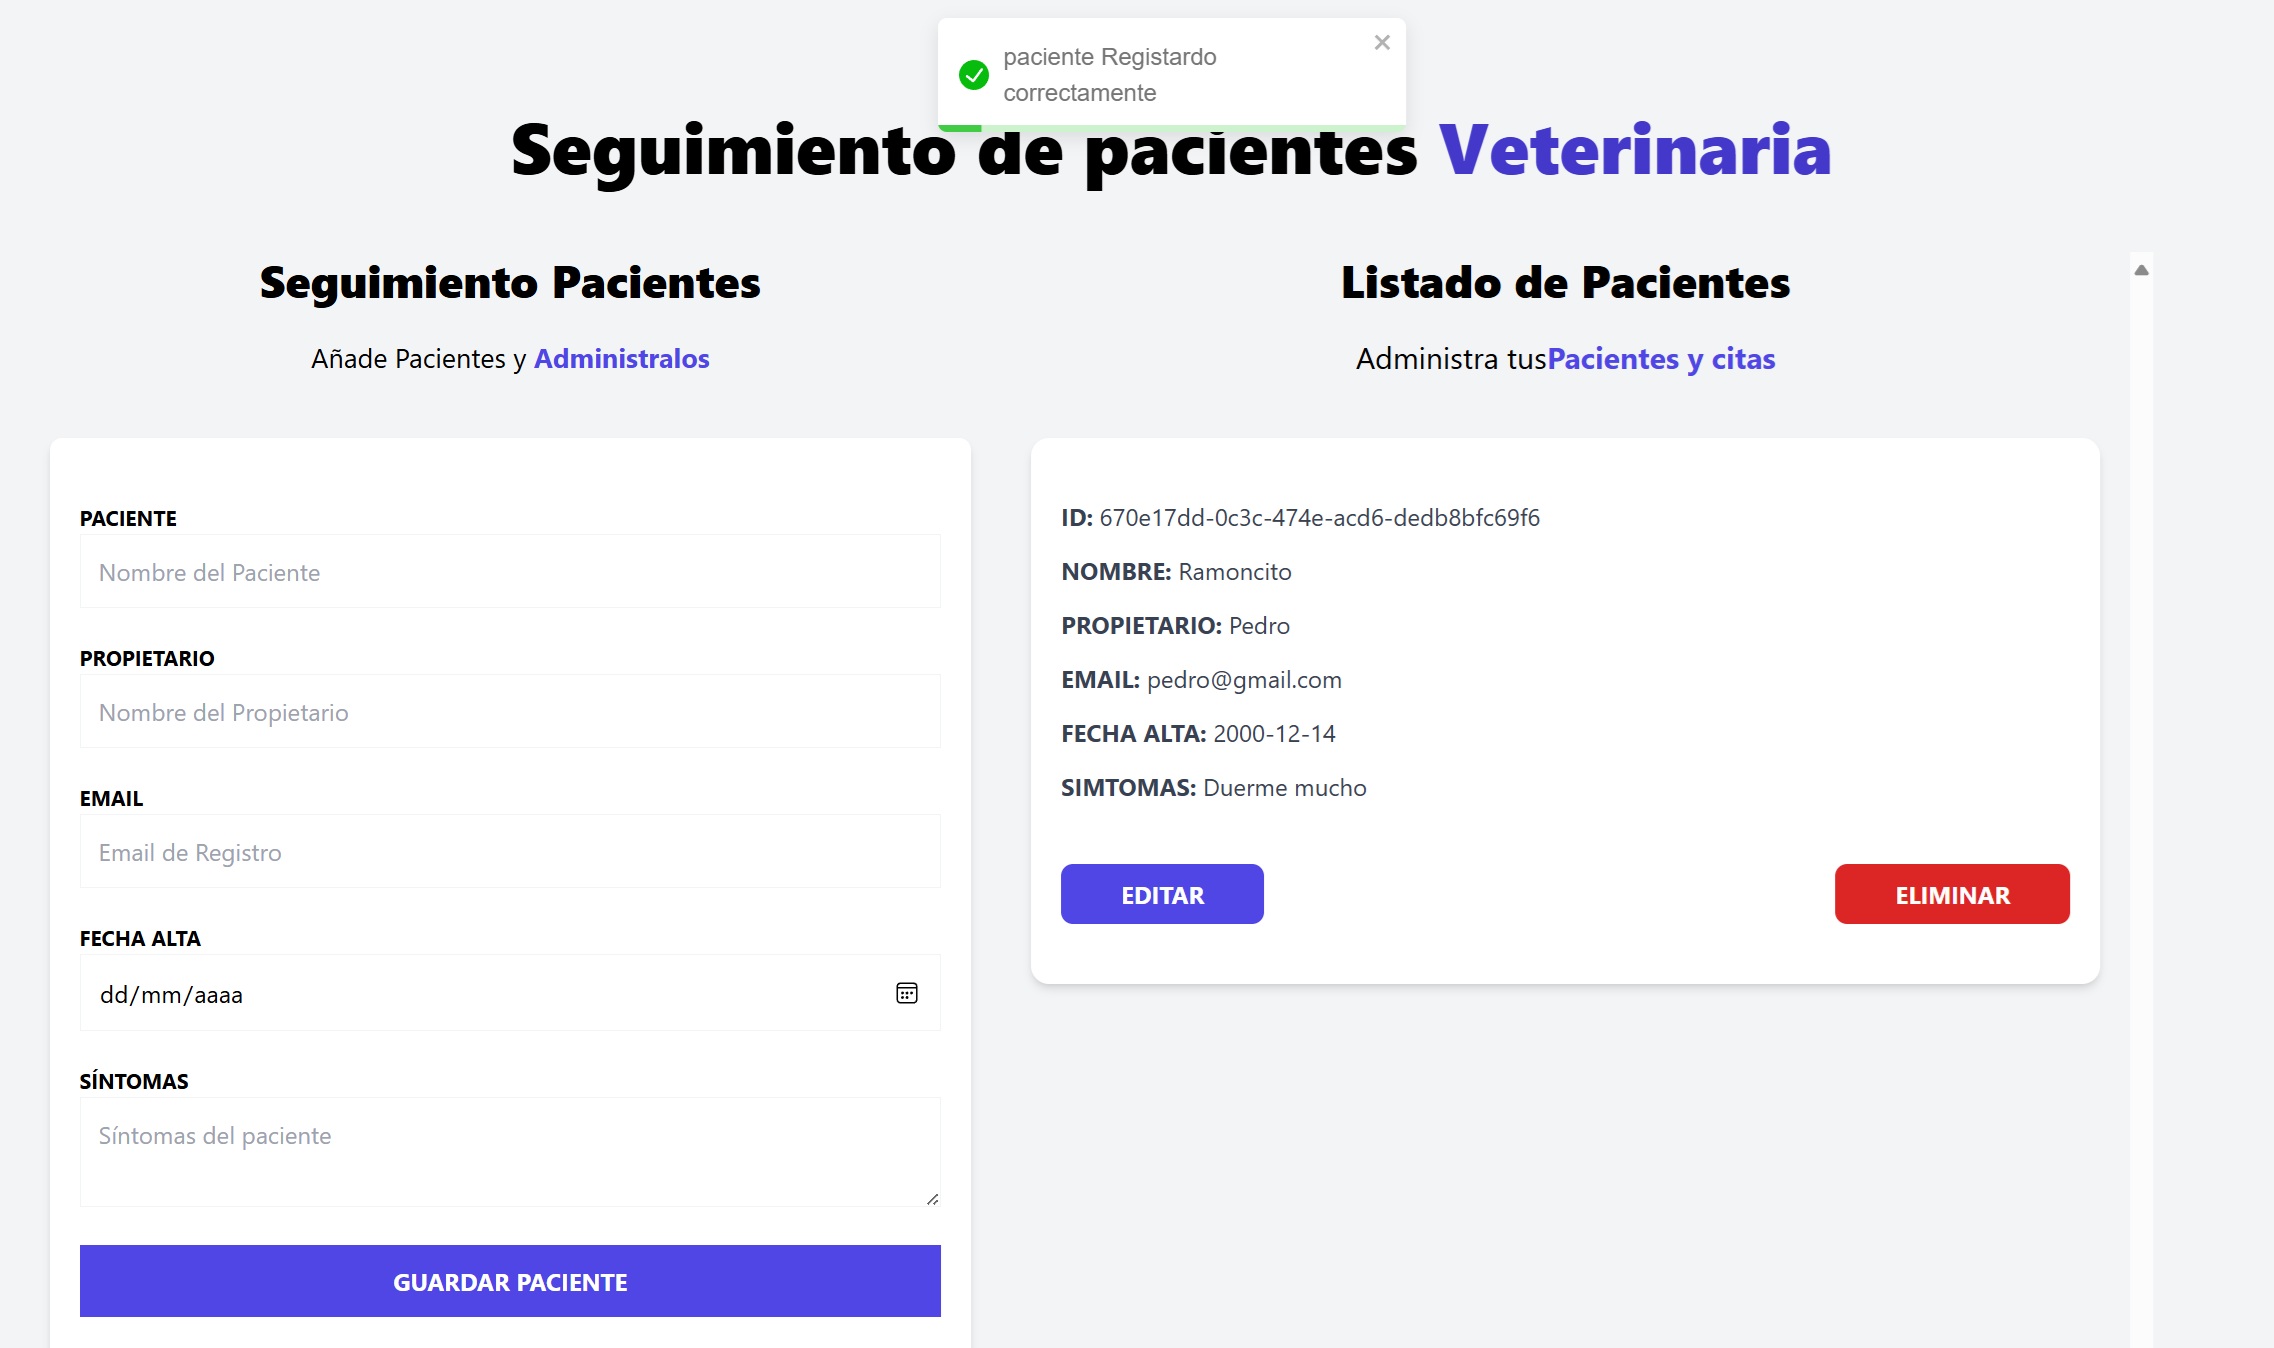 paciente Registardo
correctamente
Seguimiento de pacientes Veterinaria
Seguimiento Pacientes
Añade Pacientes y Administralos
PACIENTE
Nombre del Paciente
PROPIETARIO
Nombre del Propietario
EMAIL
Email de Registro
FECHA ALTA
dd/mm/aaaa
SÍNTOMAS
Síntomas del paciente
GUARDAR PACIENTE
Listado de Pacientes
Administra tusPacientes y citas
ID: 670e17dd-0c3c-474e-acd6-dedb8bfc69f6
NOMBRE: Ramoncito
PROPIETARIO: Pedro
EMAIL: pedro@gmail.com
FECHA ALTA: 2000-12-14
SIMTOMAS: Duerme mucho
EDITAR
ELIMINAR